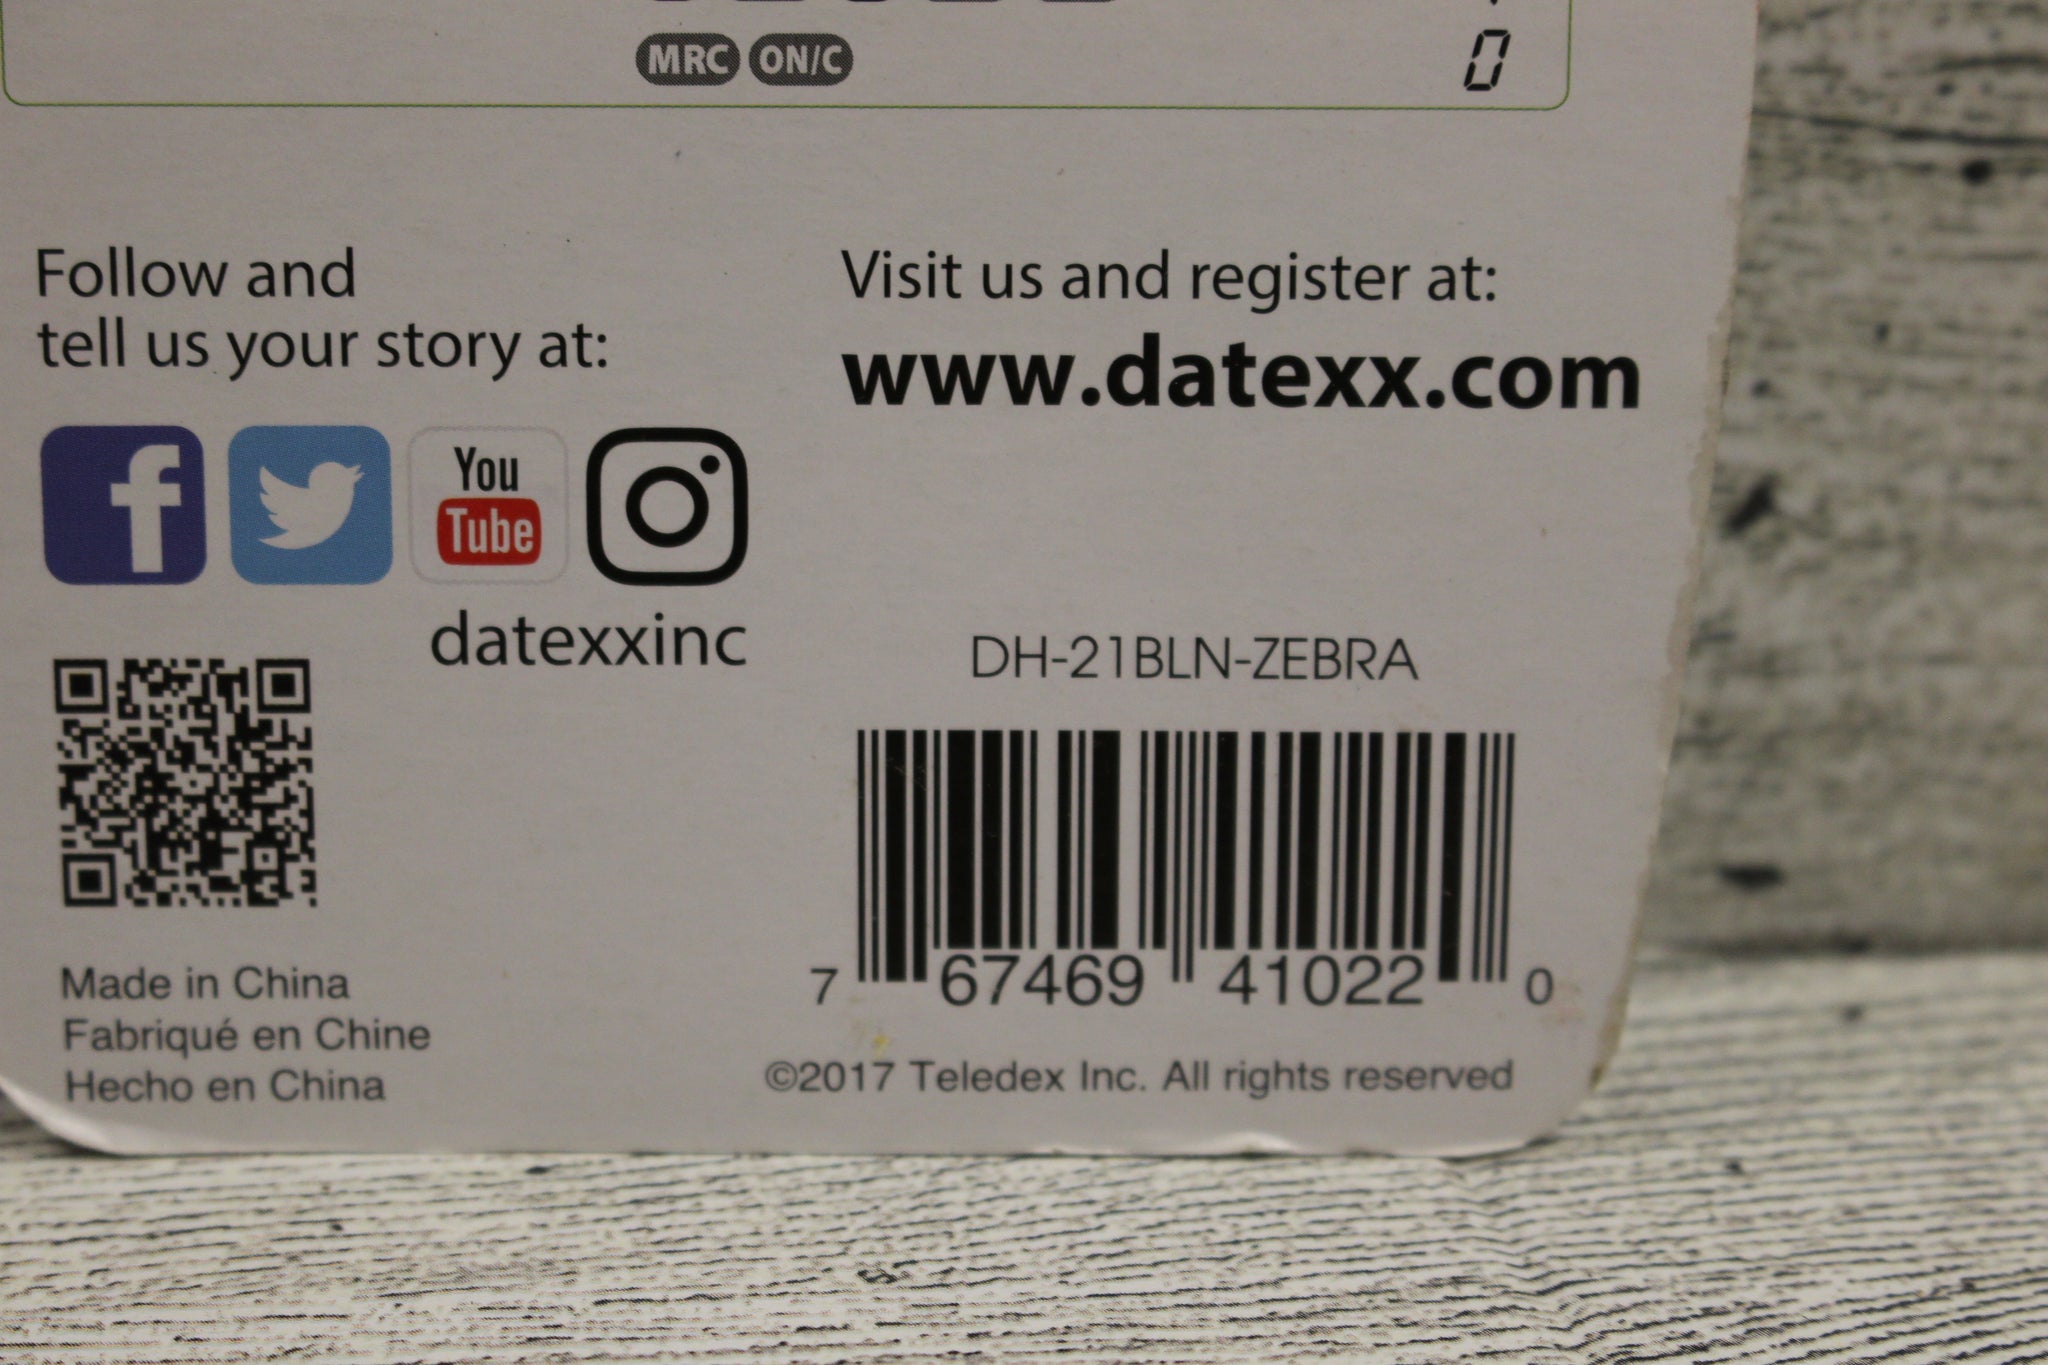 MRC ON/C 0
Follow and
tell us your story at:
You
Tube
datexxinc
Visit us and register at:
www.datexx.com
DH-21BLN-ZEBRA
7 67469 41022 0
Made in China
Fabriqué en Chine
Hecho en China
©2017 Teledex Inc. All rights reserved